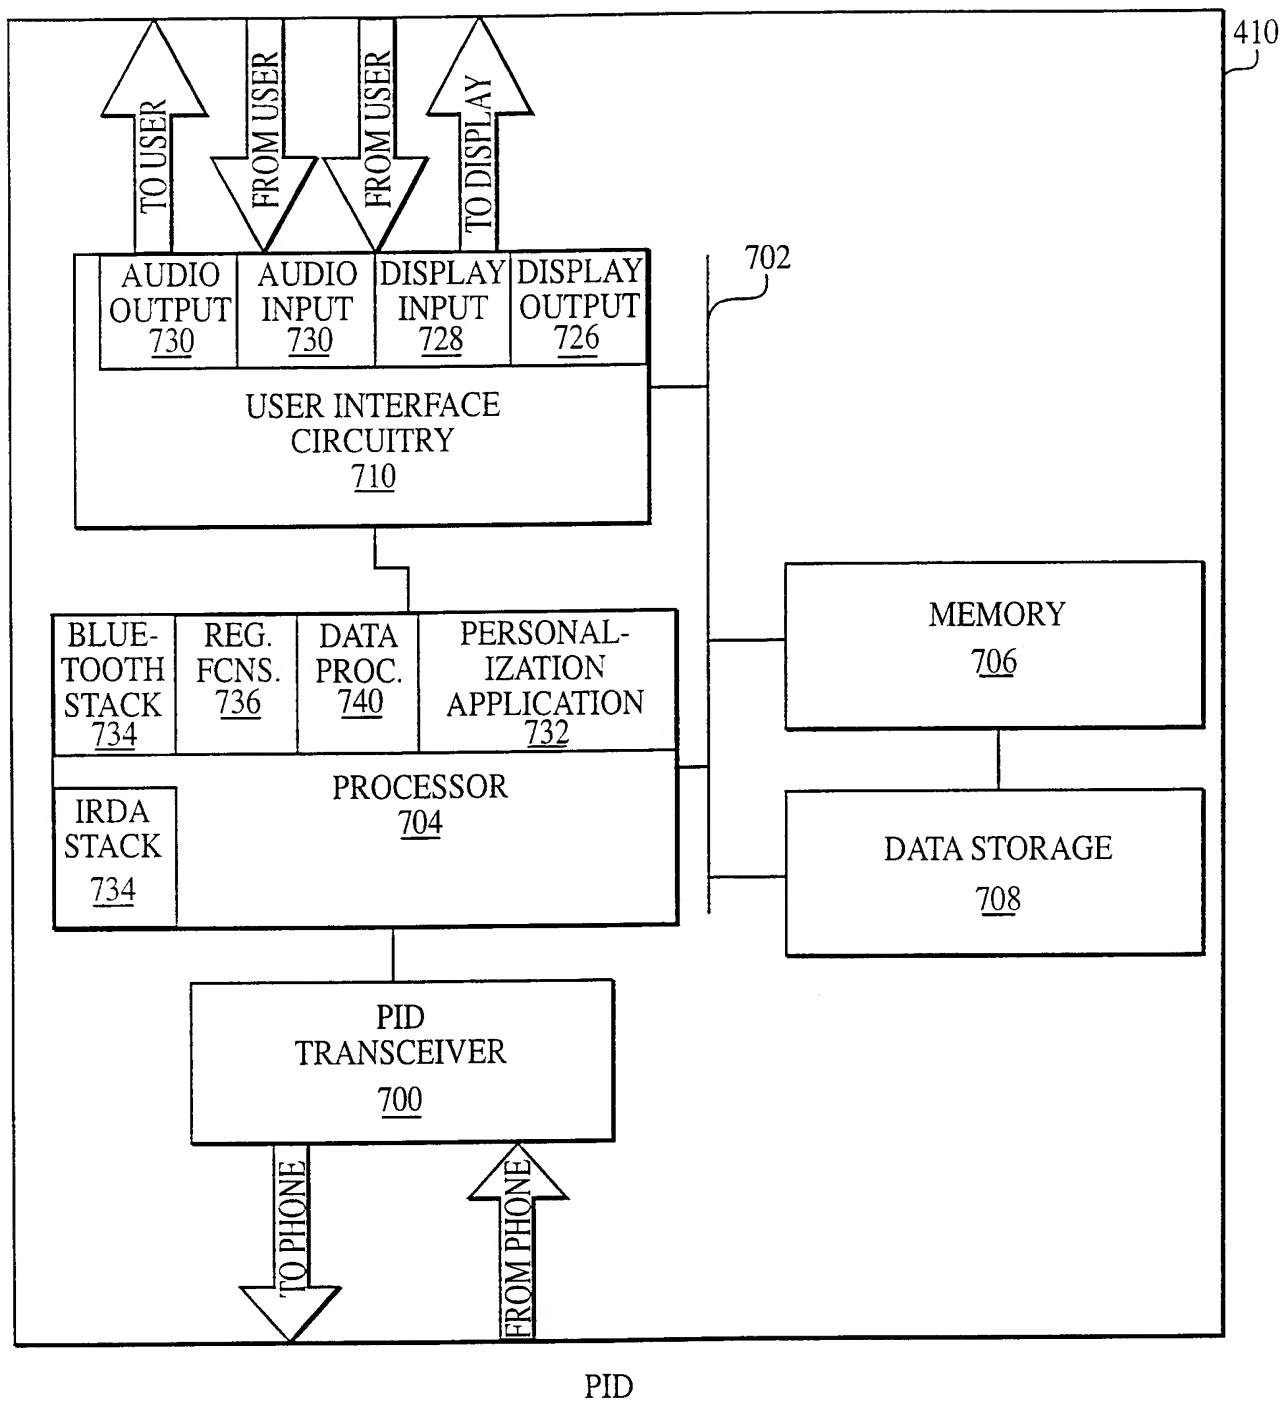 410
TO USER
FROM USER
FROM USER
TO DISPLAY
702
AUDIO
OUTPUT
730
AUDIO
INPUT
730
DISPLAY
INPUT
728
DISPLAY
OUTPUT
726
USER INTERFACE
CIRCUITRY
710
BLUE-
TOOTH
STACK
734
REG.
FCNS.
736
DATA
PROC.
740
PERSONAL-
IZATION
APPLICATION
732
MEMORY
706
PROCESSOR
704
IRDA
STACK
734
DATA STORAGE
708
PID
TRANSCEIVER
700
TO PHONE
FROM PHONE
PID